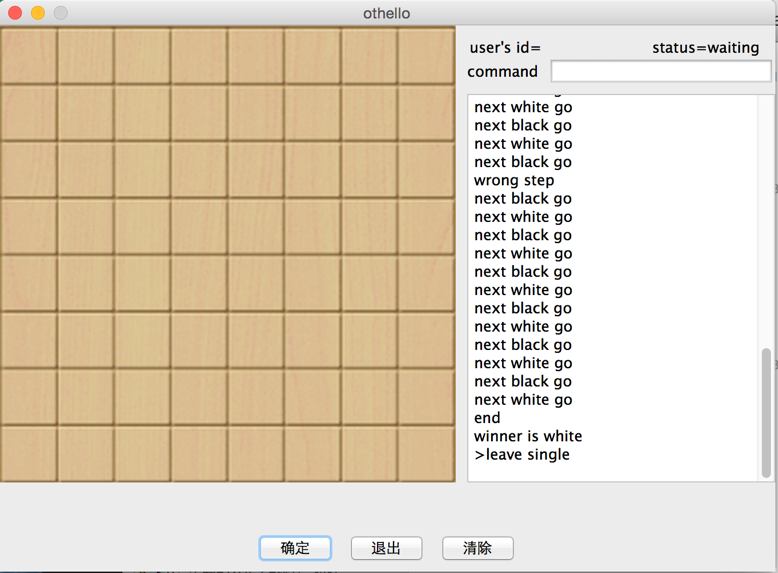 othello
user's id=
status=waiting
command
next white go
next black go
next white go
next black go
wrong step
next black go
next white go
next black go
next white go
next black go
next white go
next black go
next white go
next black go
next white go
next black go
next white go
end
winner is white
>leave single
确定
退出
清除